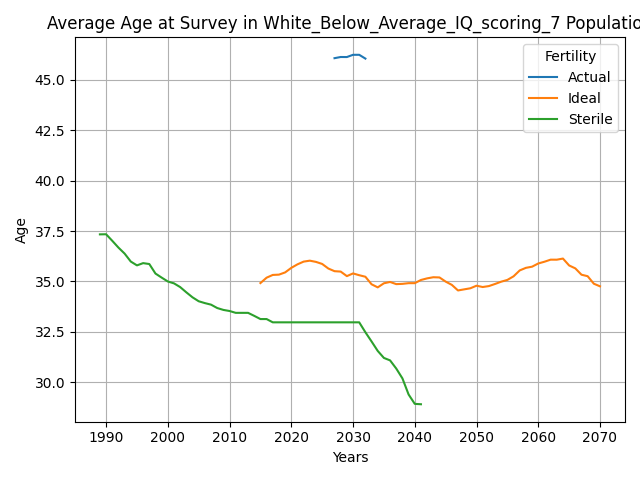 Average Age at Survey in White_Below_Average_IQ_scoring_7 Populatio
Fertility
Actual
Ideal
Sterile
45.0
42.5
40.0
37.5
35.0
32.5
30.0
Age
1990 2000 2010 2020 2030 2040 2050 2060 2070
Years